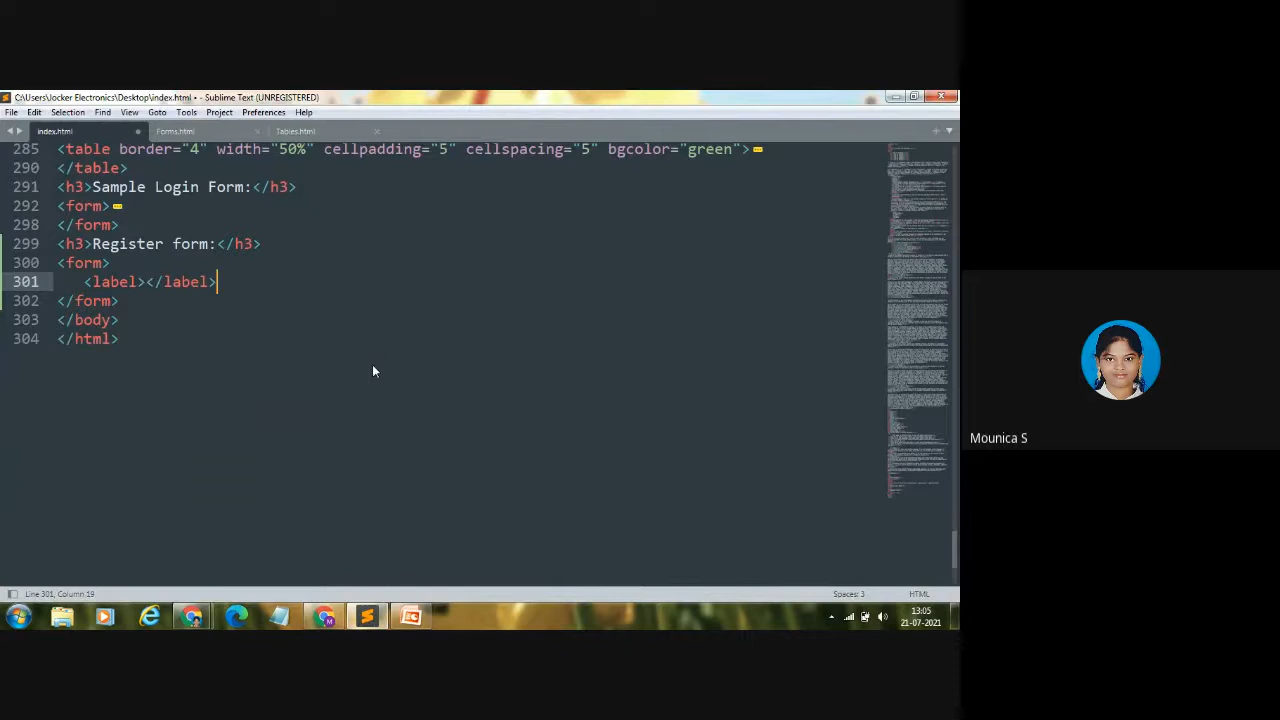 C:\Users\Jocker Electronics\Desktop\index.html • - Sublime Text (UNREGISTERED)
File Edit Selection Find View Goto Tools Project Preferences Help
index.html Forms.html Tables.html
285 <table border="4" width="50%" cellpadding="5" cellspacing="5" bgcolor="green">
290 </table>
291 <h3>Sample Login Form:</h3>
292 <form>
298 </form>
299 <h3>Register form:</h3>
300 <form>
301 <label></label>
302 </form>
303 </body>
304 </html>
Mounica S
Line 301, Column 19 Spaces: 3 HTML
13:05
21-07-2021